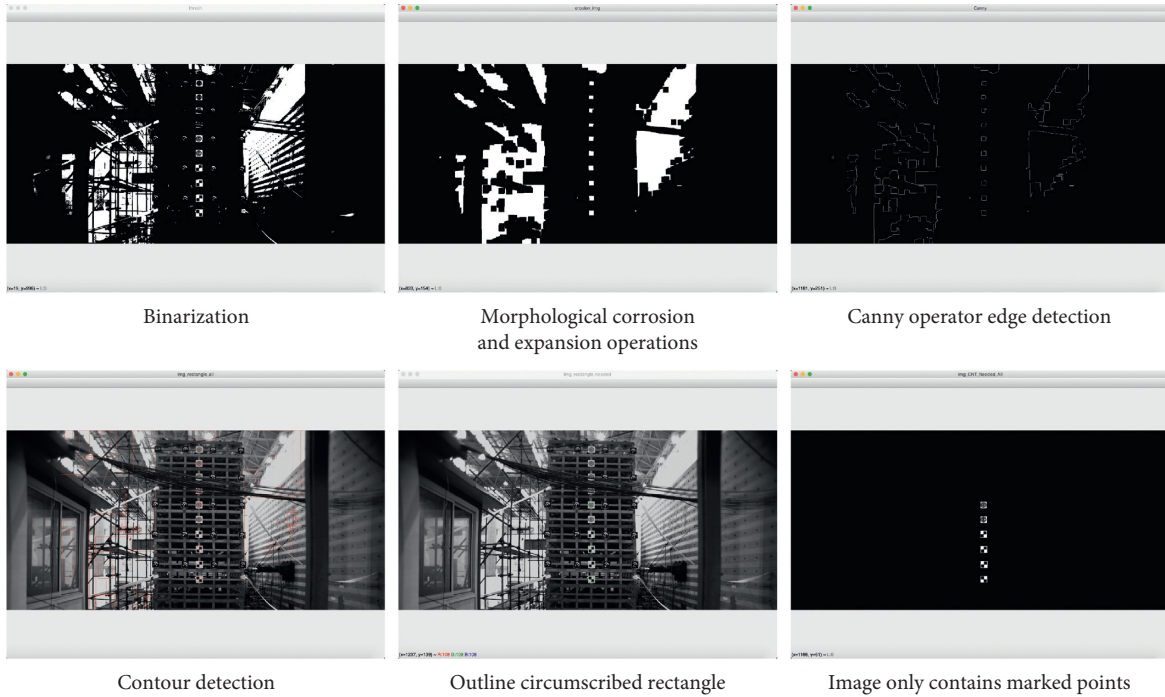 thresh
erosion_img
Canny
Binarization
Morphological corrosion
and expansion operations
Canny operator edge detection
img_rectangle_all
img_rectangle_needed
Contour detection
Outline circumscribed rectangle
Image only contains marked points